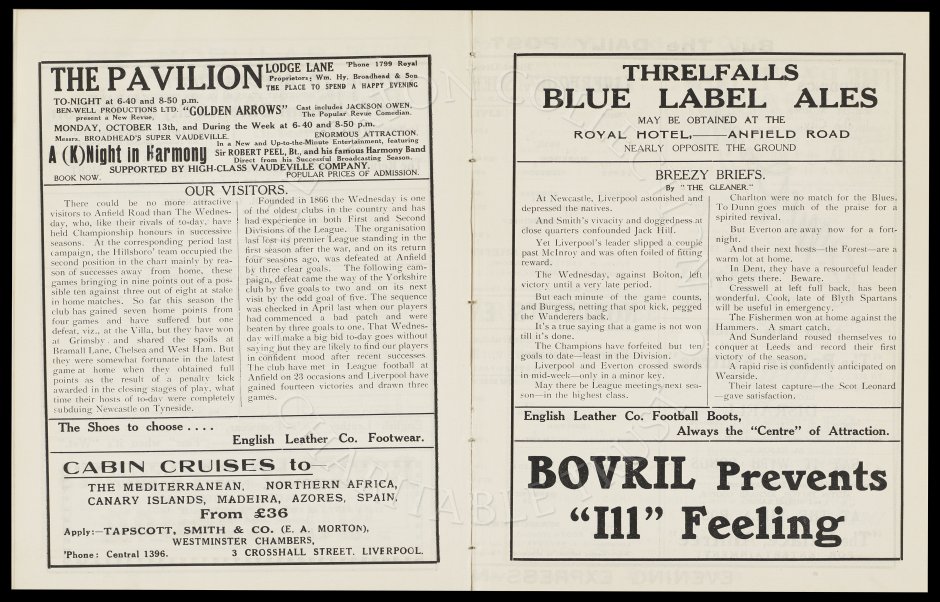 THE PAVILION
LODGE LANE 'Phone 1799 Royal
Proprietors; Wm. Hy. Broadhead & Son
THE PLACE TO SPEND A HAPPY EVENING
TO-NIGHT at 6-40 and 8-50 p.m.
BEN-WELL PRODUCTIONS LTD. present a New Revue, "GOLDEN ARROWS" Cast includes JACKSON OWEN, The Popular Revue Comedian.
MONDAY, OCTOBER 13th, and During the Week at 6-40 and 8-50 p.m.
Messrs. BROADHEAD'S SUPER VAUDEVILLE. ENORMOUS ATTRACTION.
A (K)Night in Harmony
In a New and Up-to-the-Minute Entertainment, featuring
Sir ROBERT PEEL, Bt., and his famous Harmony Band
Direct from his Successful Broadcasting Season.
SUPPORTED BY HIGH-CLASS VAUDEVILLE COMPANY.
BOOK NOW. POPULAR PRICES OF ADMISSION.
OUR VISITORS.
There could be no more attractive
visitors to Anfield Road than The Wednes-
day, who, like their rivals of to-day, have
held Championship honours in successive
seasons. At the corresponding period last
campaign, the Hillsboro' team occupied the
second position in the chart mainly by rea-
son of successes away from home, these
games bringing in nine points out of a pos-
sible ten against three out of eight at stake
in home matches. So far this season the
club has gained seven home points from
four games and have suffered but one
defeat, viz., at the Villa, but they have won
at Grimsby and shared the spoils at
Bramall Lane, Chelsea and West Ham. But
they were somewhat fortunate in the latest
game at home when they obtained full
points as the result of a penalty kick
awarded in the closing stages of play, what
time their hosts of to-day were completely
subduing Newcastle on Tyneside.
Founded in 1866 the Wednesday is one
of the oldest clubs in the country and has
had experience in both First and Second
Divisions of the League. The organisation
last lost its premier League standing in the
first season after the war, and on its return
four seasons ago, was defeated at Anfield
by three clear goals. The following cam-
paign, defeat came the way of the Yorkshire
club by five goals to two and on its next
visit by the odd goal of five. The sequence
was checked in April last when our players
had commenced a bad patch and were
beaten by three goals to one. That Wednes-
day will make a big bid to-day goes without
saying but they are likely to find our players
in confident mood after recent successes.
The club have met in League football at
Anfield on 23 occasions and Liverpool have
gained fourteen victories and drawn three
games.
The Shoes to choose . . . .
English Leather Co. Footwear.
CABIN CRUISES to
THE MEDITERRANEAN, NORTHERN AFRICA,
CANARY ISLANDS, MADEIRA, AZORES, SPAIN,
From £36
Apply:—TAPSCOTT, SMITH & CO. (E. A. MORTON),
WESTMINSTER CHAMBERS,
'Phone: Central 1396. 3 CROSSHALL STREET, LIVERPOOL.
THRELFALLS
BLUE LABEL ALES
MAY BE OBTAINED AT THE
ROYAL HOTEL,——ANFIELD ROAD
NEARLY OPPOSITE THE GROUND
BREEZY BRIEFS.
By "THE GLEANER."
At Newcastle, Liverpool astonished and
depressed the natives.
And Smith's vivacity and doggedness at
close quarters confounded Jack Hill.
Yet Liverpool's leader slipped a couple
past McInroy and was often foiled of fitting
reward.
The Wednesday, against Bolton, left
victory until a very late period.
But each minute of the game counts,
and Burgess, netting that spot kick, pegged
the Wanderers back.
It's a true saying that a game is not won
till it's done.
The Champions have forfeited but ten
goals to date—least in the Division.
Liverpool and Everton crossed swords
in mid-week—only in a minor key.
May there be League meetings next sea-
son—in the highest class.
Charlton were no match for the Blues.
To Dunn goes much of the praise for a
spirited revival.
But Everton are away now for a fort-
night.
And their next hosts—the Forest—are a
warm lot at home.
In Dent, they have a resourceful leader
who gets there. Beware.
Cresswell at left full back, has been
wonderful. Cook, late of Blyth Spartans
will be useful in emergency.
The Fishermen won at home against the
Hammers. A smart catch.
And Sunderland roused themselves to
conquer at Leeds and record their first
victory of the season.
A rapid rise is confidently anticipated on
Wearside.
Their latest capture—the Scot Leonard
—gave satisfaction.
English Leather Co. Football Boots,
Always the "Centre" of Attraction.
BOVRIL Prevents
"Ill" Feeling